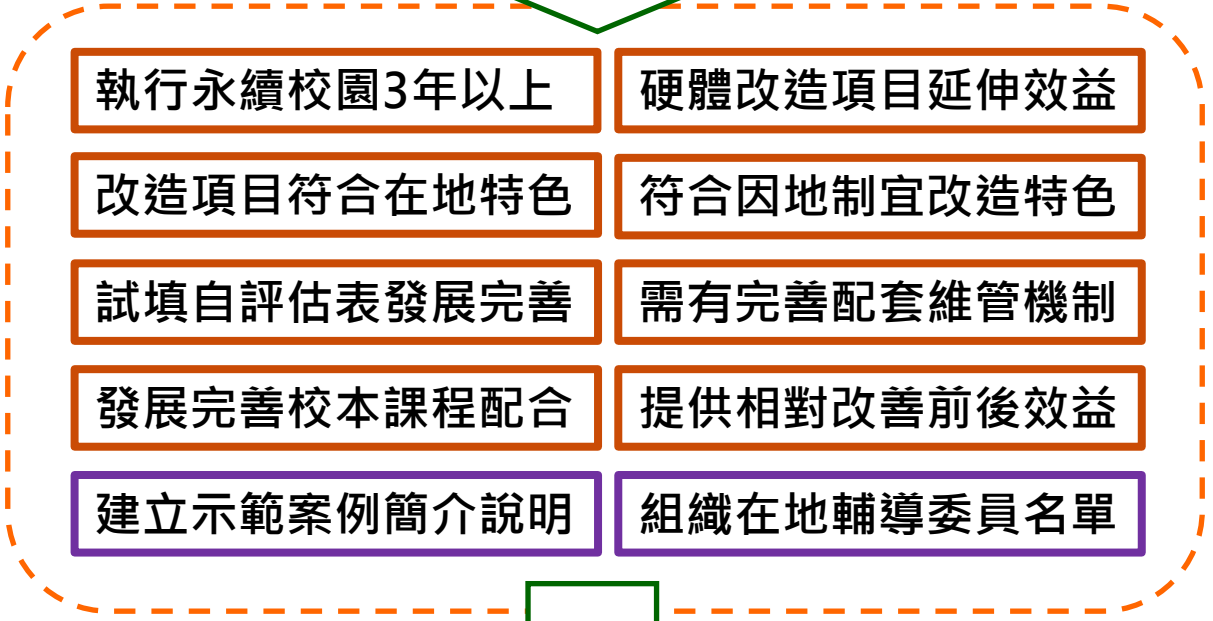 執行永續校園3年以上
硬體改造項目延伸效益
改造項目符合在地特色
符合因地制宜改造特色
試填自評估表發展完善
需有完善配套維管機制
發展完善校本課程配合
提供相對改善前後效益
建立示範案例簡介說明
組織在地輔導委員名單